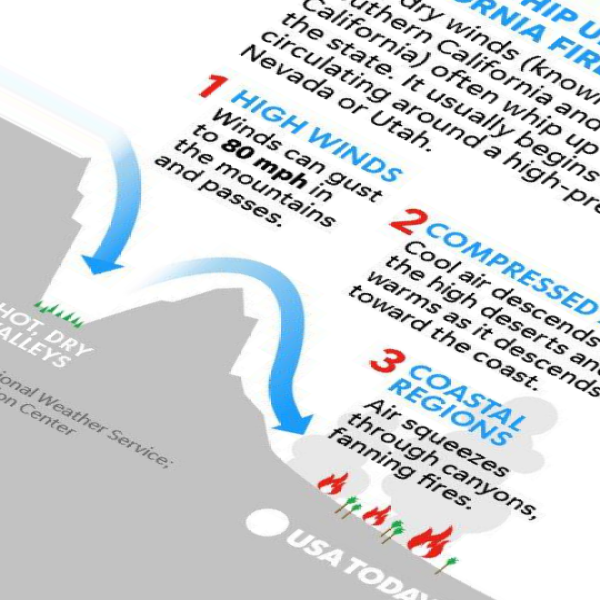 HIP U
ORNIA FIRE
dry winds (known
outhern California and
California) often whip up
the state. It usually begins
circulating around a high-pre
Nevada or Utah.
1 HIGH WINDS
Winds can gust
to 80 mph in
the mountains
and passes.
2 COMPRESSED
Cool air descends
the high deserts and
warms as it descends
toward the coast.
3 COASTAL
REGIONS
Air squeezes
through canyons,
fanning fires.
HOT, DRY
VALLEYS
ional Weather Service;
on Center
USA TODAY